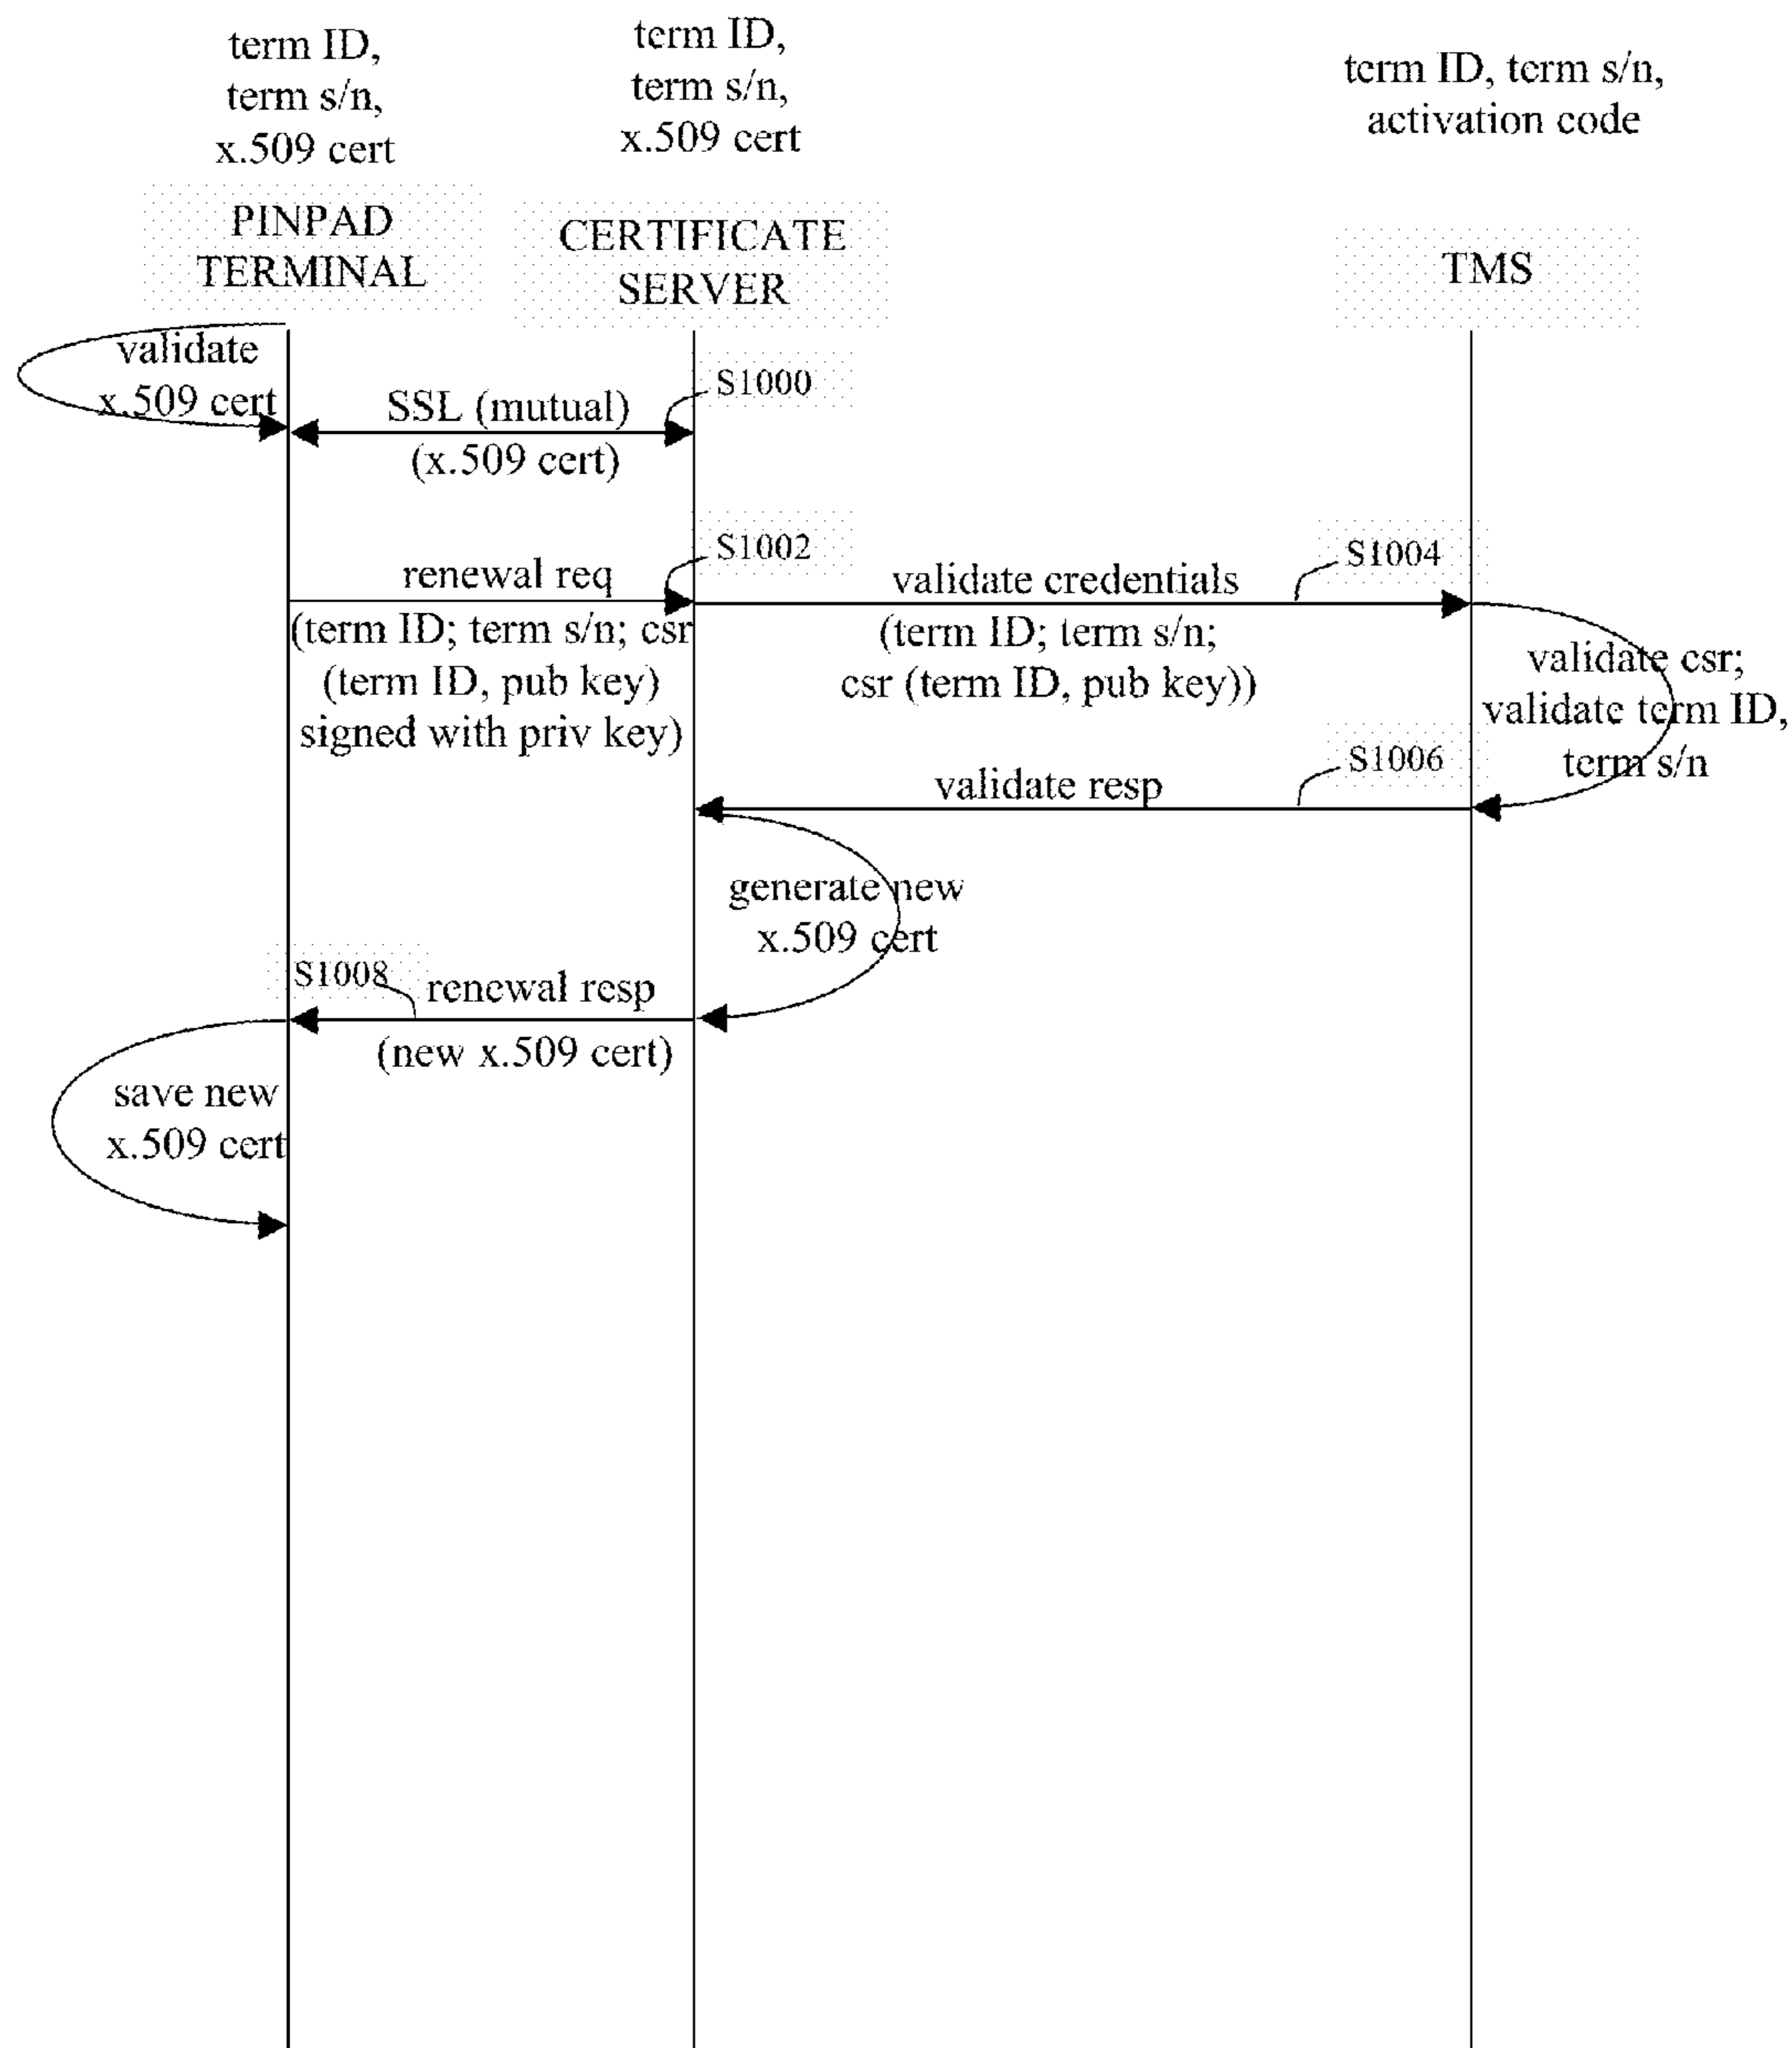 term ID,
term s/n,
x.509 cert
term ID,
term s/n,
x.509 cert
term ID, term s/n,
activation code
PINPAD
TERMINAL
CERTIFICATE
SERVER
TMS
validate
x.509 cert
SSL (mutual)
(x.509 cert)
S1000
renewal req
(term ID; term s/n; csr
(term ID, pub key)
signed with priv key)
S1002
validate credentials
(term ID; term s/n;
csr (term ID, pub key))
S1004
validate csr;
validate term ID,
term s/n
validate resp
S1006
generate new
x.509 cert
S1008
renewal resp
(new x.509 cert)
save new
x.509 cert